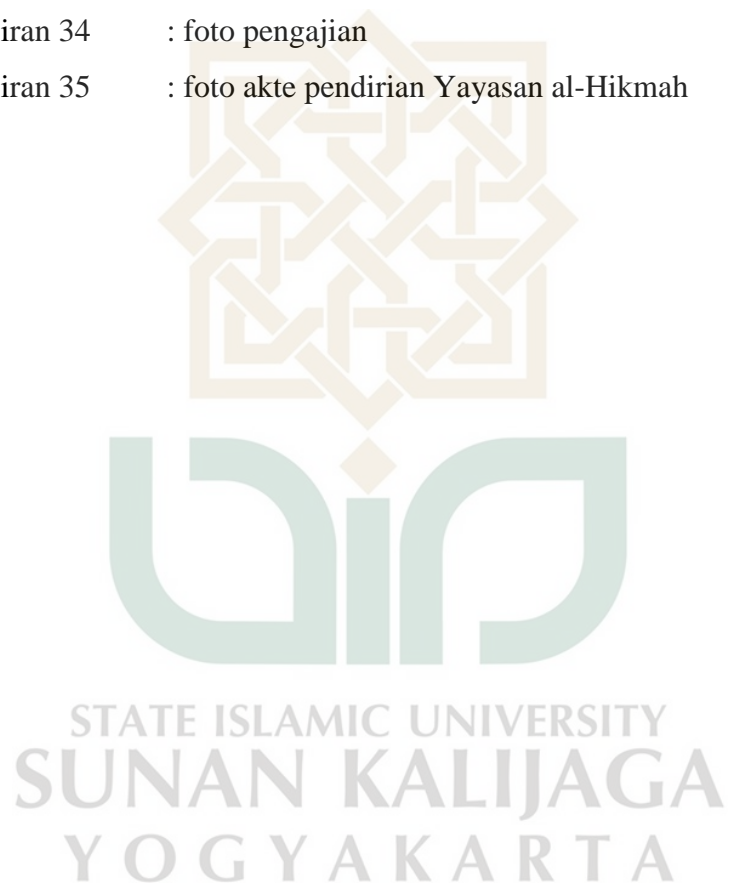 iran 34 : foto pengajian
iran 35 : foto akte pendirian Yayasan al-Hikmah
STATE ISLAMIC UNIVERSITY
SUNAN KALIJAGA
YOGYAKARTA